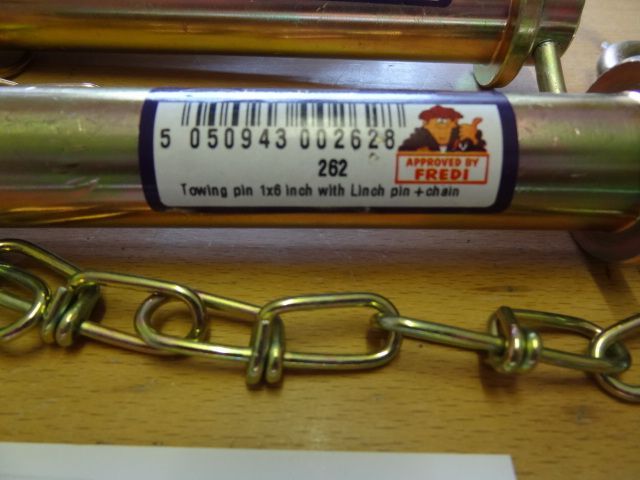 5 050943 002628
262
Towing pin 1x6 inch with Linch pin + chain
APPROVED BY
FREDI